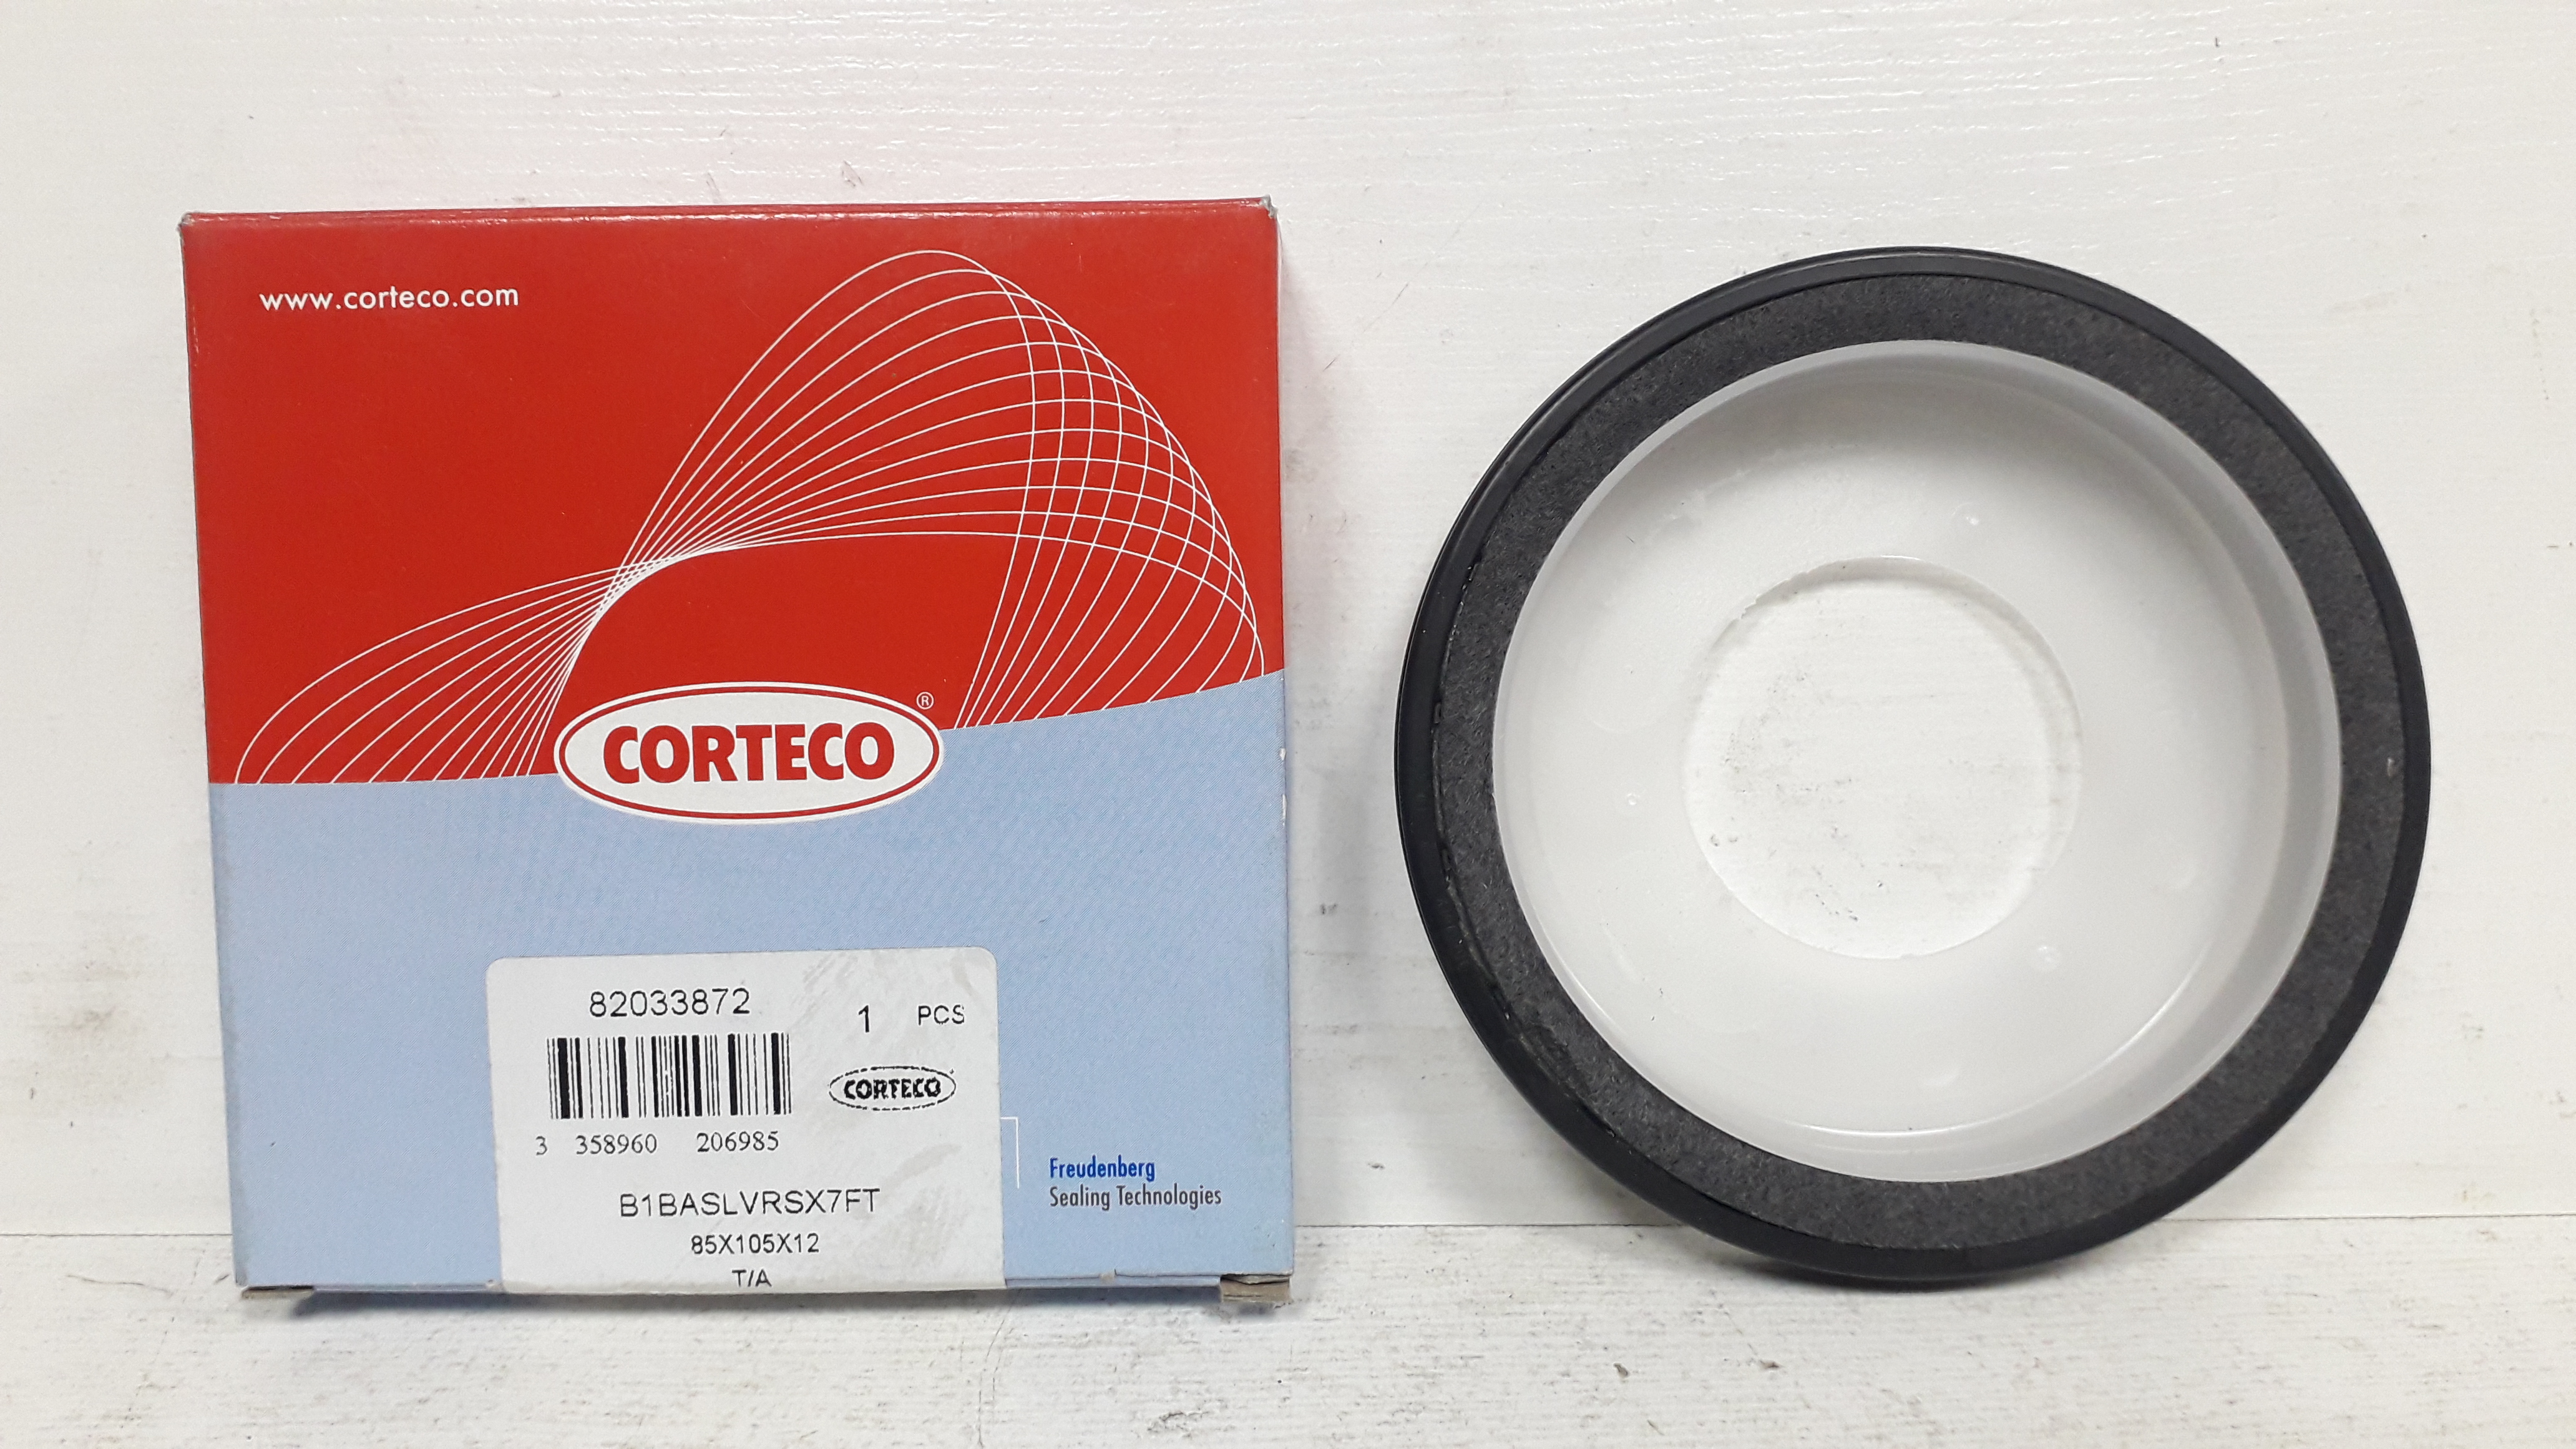 www.corteco.com
CORTECO®
82033872
1 PCS
CORTECO
3 358960 206985
B1BASLVRSX7FT
85X105X12
T/A
Freudenberg
Sealing Technologies